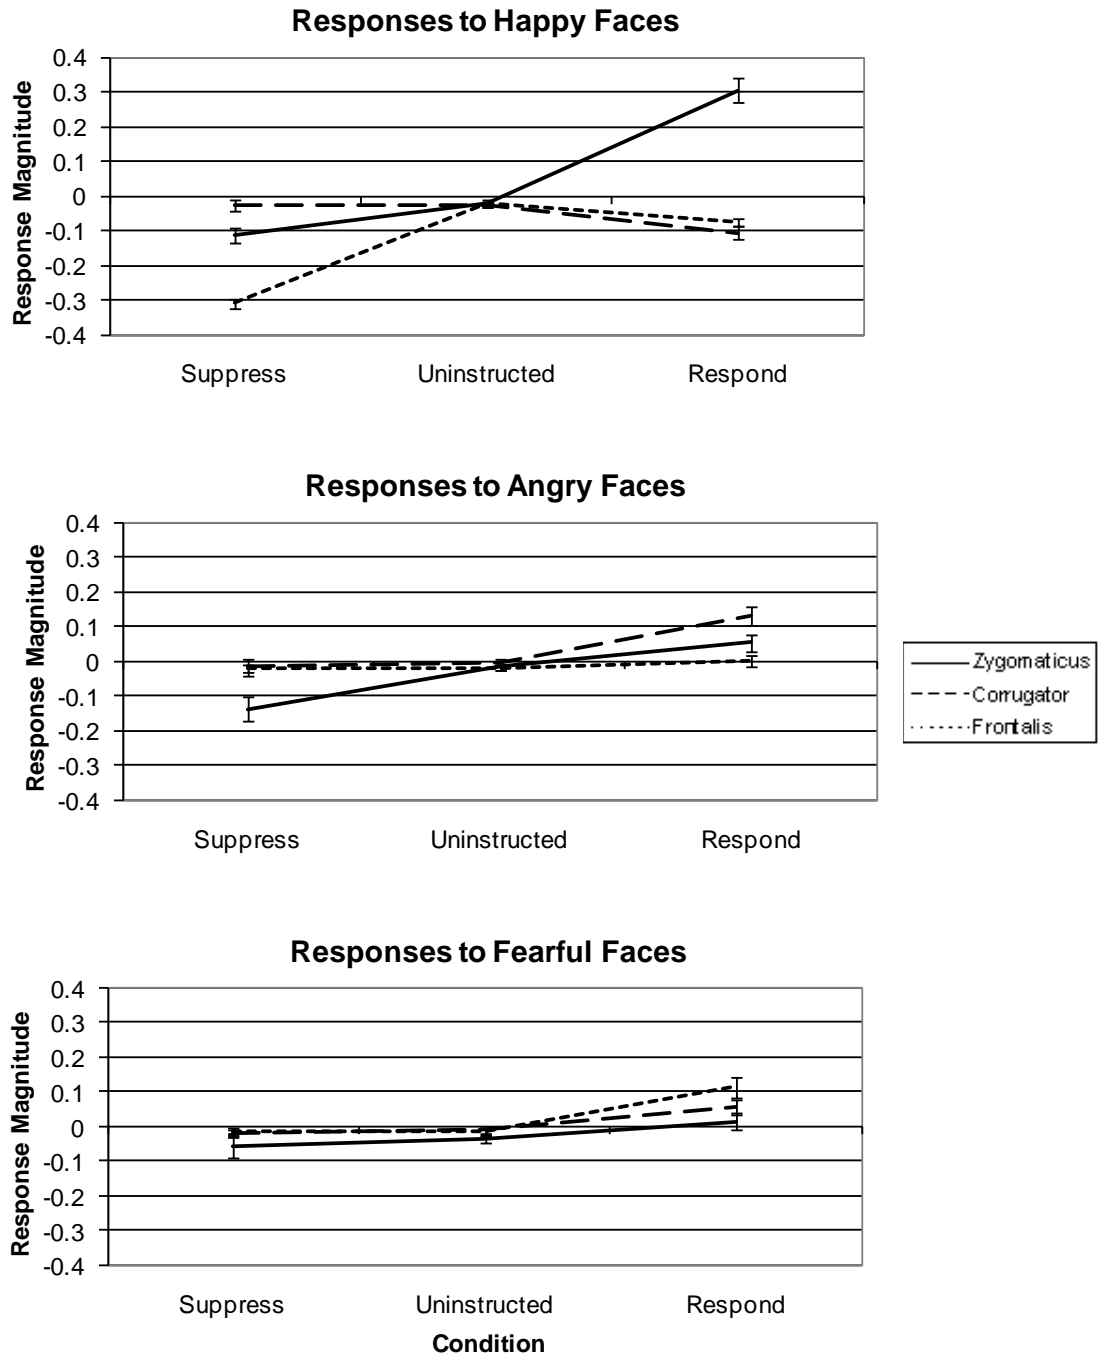 Responses to Happy Faces
Response Magnitude
0.4
0.3
0.2
0.1
0
-0.1
-0.2
-0.3
-0.4
Suppress Uninstructed Respond
Responses to Angry Faces
Response Magnitude
0.4
0.3
0.2
0.1
0
-0.1
-0.2
-0.3
-0.4
Suppress Uninstructed Respond
Zygomaticus
Corrugator
Frontalis
Responses to Fearful Faces
Response Magnitude
0.4
0.3
0.2
0.1
0
-0.1
-0.2
-0.3
-0.4
Suppress Uninstructed Respond
Condition